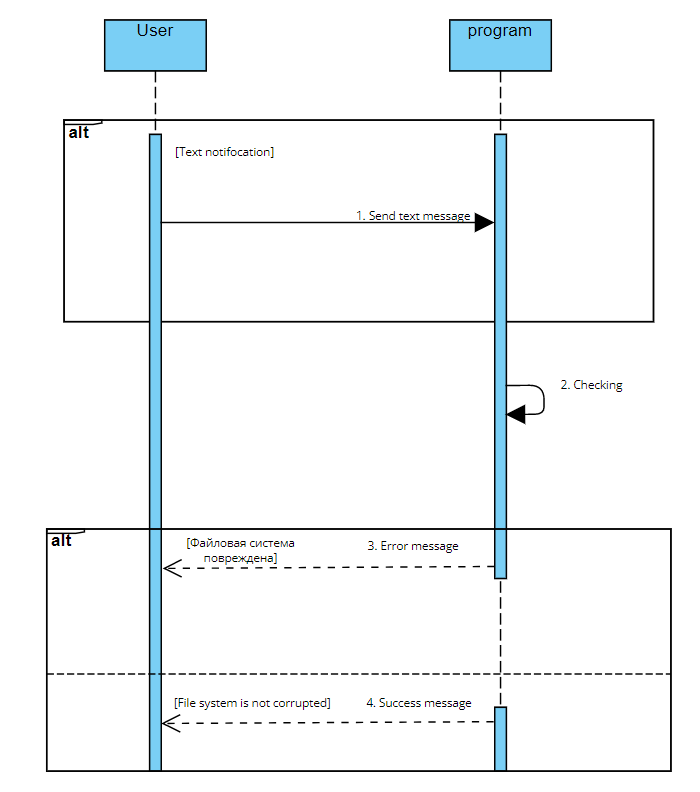 User
program
alt
[Text notifocation]
1. Send text message
2. Checking
alt
[Файловая система
повреждена]
3. Error message
[File system is not corrupted]
4. Success message